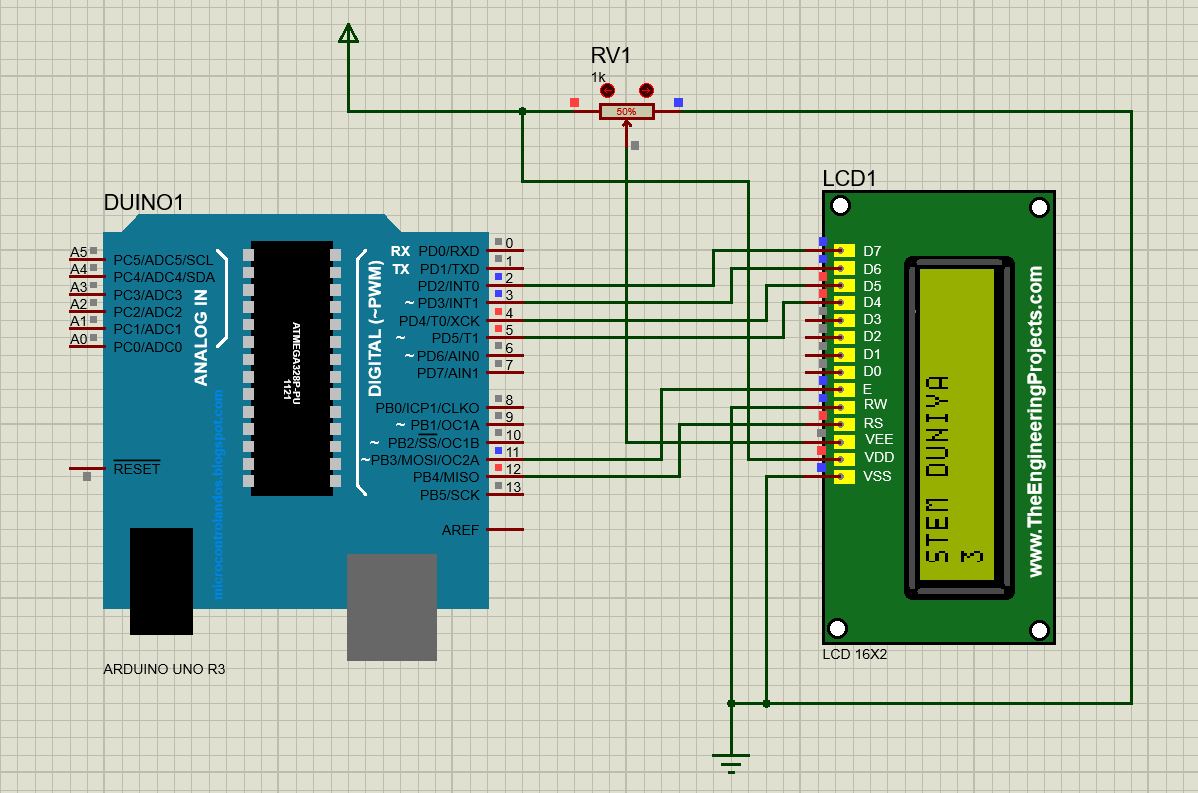 RV1
1k
50%
DUINO1
LCD1
A5
A4
A3
A2
A1
A0
PC5/ADC5/SCL
PC4/ADC4/SDA
PC3/ADC3
PC2/ADC2
PC1/ADC1
PC0/ADC0
RESET
ANALOG IN
microcontrolandos.blogspot.com
ATMEGA328P-PU
1121
DIGITAL (~PWM)
RX PD0/RXD 0
TX PD1/TXD 1
PD2/INT0 2
~ PD3/INT1 3
PD4/T0/XCK 4
~ PD5/T1 5
~ PD6/AIN0 6
PD7/AIN1 7
PB0/ICP1/CLKO 8
~ PB1/OC1A 9
~ PB2/SS/OC1B 10
~PB3/MOSI/OC2A 11
PB4/MISO 12
PB5/SCK 13
AREF
ARDUINO UNO R3
D7
D6
D5
D4
D3
D2
D1
D0
E
RW
RS
VEE
VDD
VSS
STEM DUNIYA
3
www.TheEngineeringProjects.com
LCD 16X2